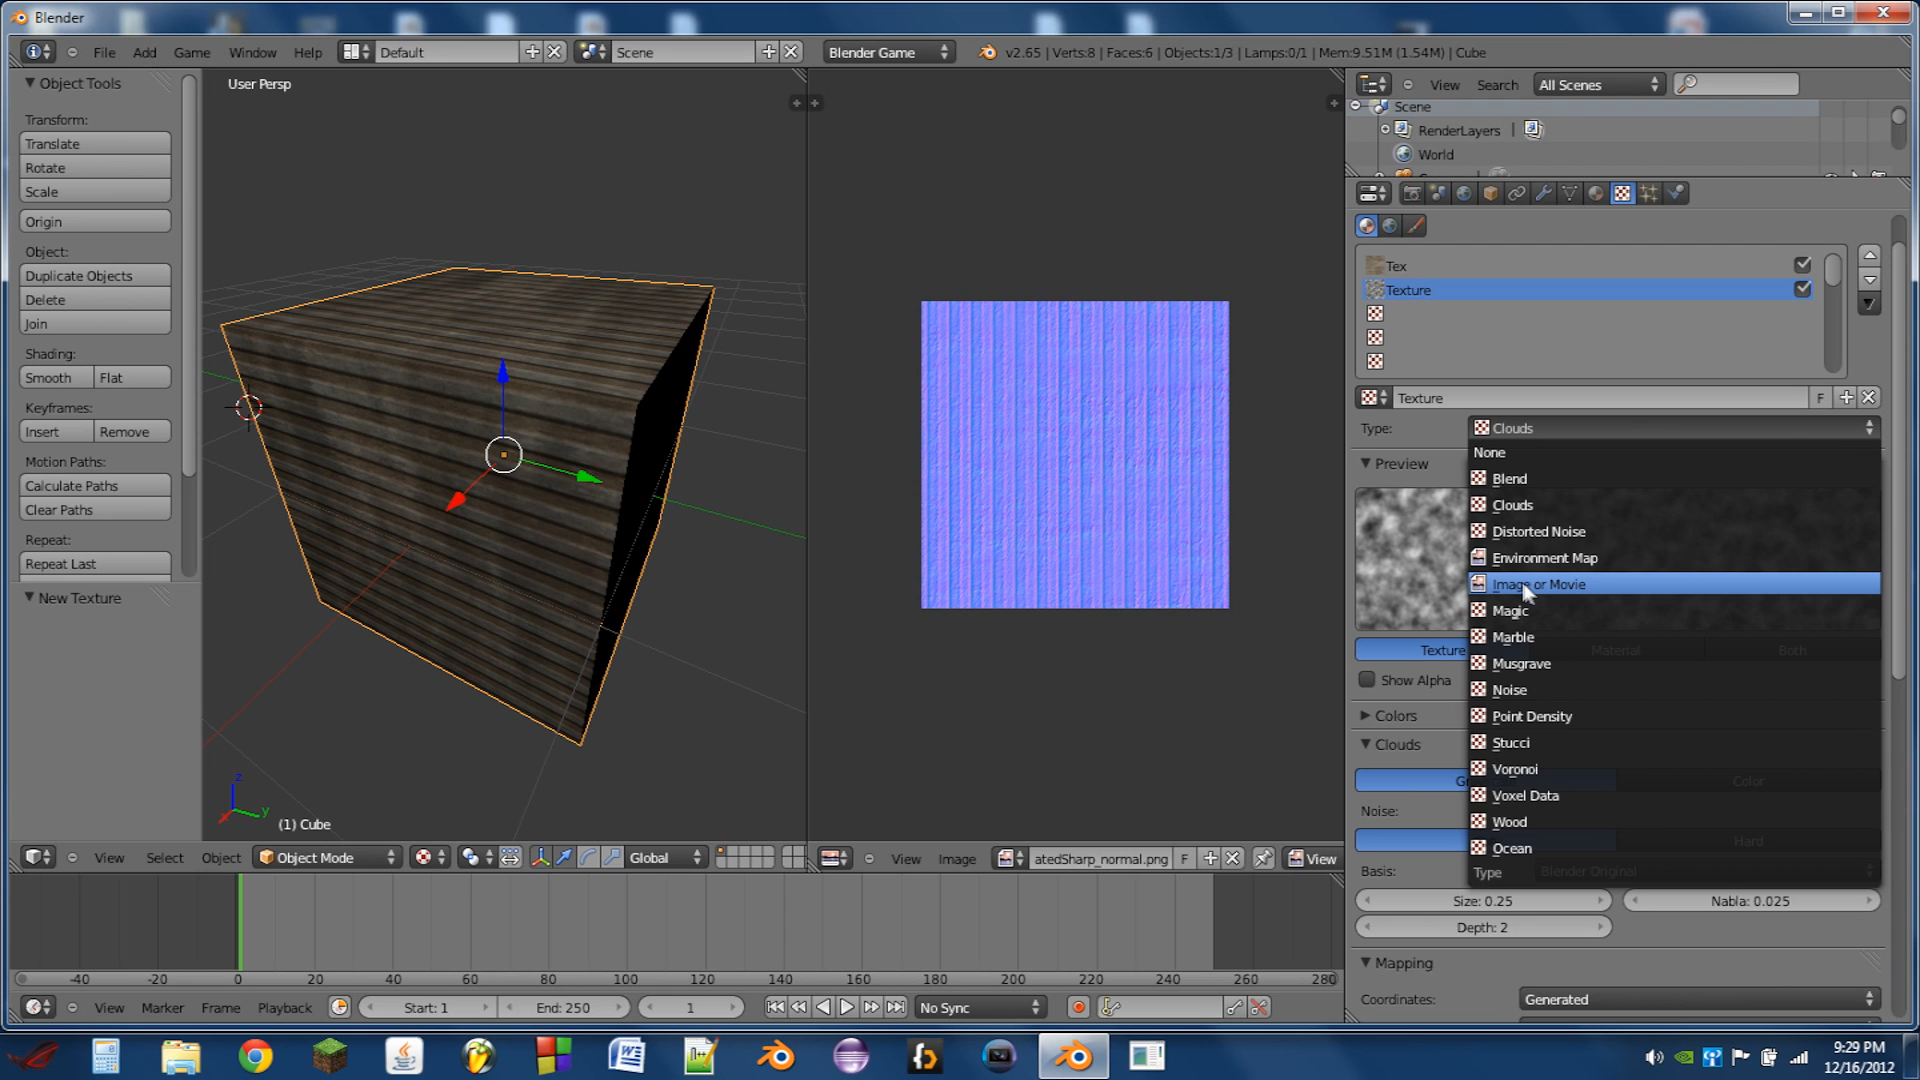 Blender
File Add Game Window Help Default Scene Blender Game v2.65 | Verts:8 | Faces:6 | Objects:1/3 | Lamps:0/1 | Mem:9.51M (1.54M) | Cube
Object Tools
Transform:
Translate
Rotate
Scale
Origin
Object:
Duplicate Objects
Delete
Join
Shading:
Smooth Flat
Keyframes:
Insert Remove
Motion Paths:
Calculate Paths
Clear Paths
Repeat:
Repeat Last
New Texture
User Persp
z
y
(1) Cube
View Select Object Object Mode Global
View Image atedSharp_normal.png F View
View Search All Scenes
Scene
RenderLayers |
World
Tex
Texture
Texture F
Type: Clouds
None
Blend
Clouds
Distorted Noise
Environment Map
Image or Movie
Magic
Marble
Musgrave
Noise
Point Density
Stucci
Voronoi
Voxel Data
Wood
Ocean
Type
Preview
Texture Material Both
Show Alpha
Colors
Clouds
Color
Noise:
Hard
Basis: Blender Original
Size: 0.25 Nabla: 0.025
Depth: 2
Mapping
Coordinates: Generated
-40 -20 0 20 40 60 80 100 120 140 160 180 200 220 240 260 280
View Marker Frame Playback Start: 1 End: 250 1 No Sync
9:29 PM
12/16/2012